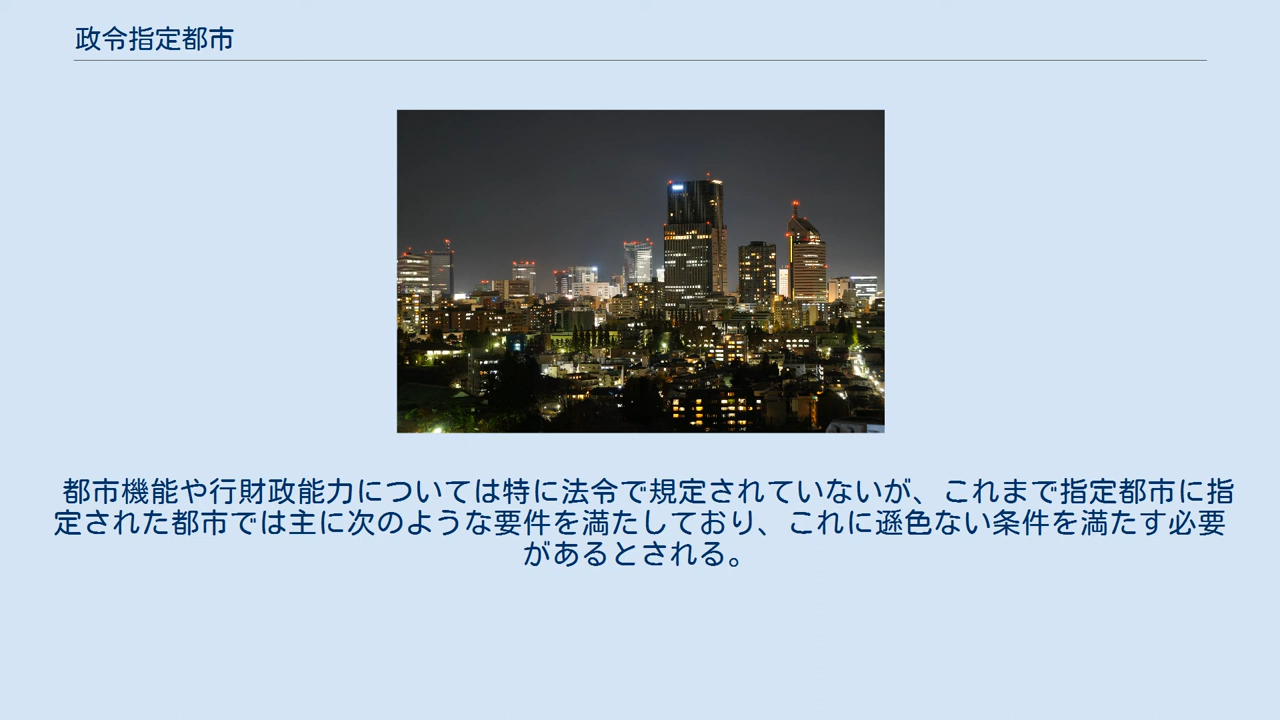 政令指定都市
都市機能や行財政能力については特に法令で規定されていないが、これまで指定都市に指
定された都市では主に次のような要件を満たしており、これに遜色ない条件を満たす必要
があるとされる。